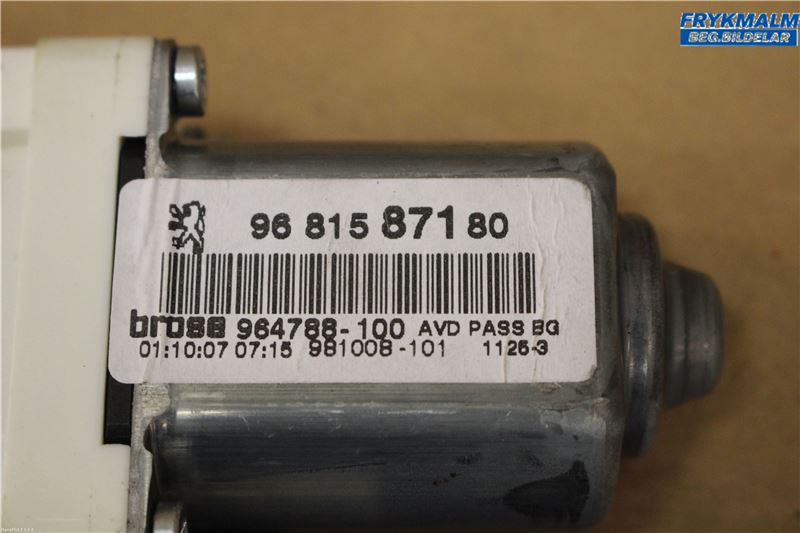 FRYKMALM
BEG.BILDELAR
96 815 871 80
brose 964788-100 AVD PASS BG
01:10:07 07:15 981008-101 1126-3